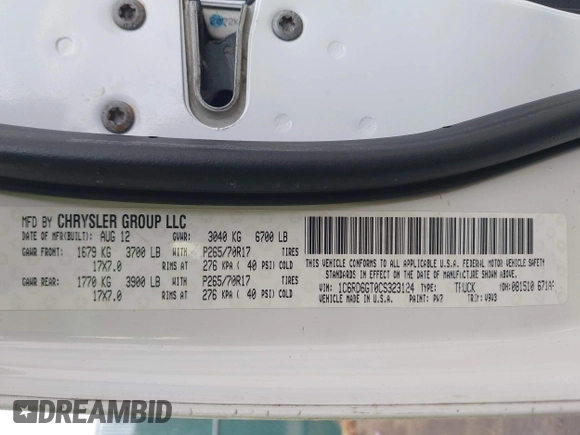 MFD BY CHRYSLER GROUP LLC
DATE OF MFR(BUILT): AUG 12 GVWR: 3040 KG 6700 LB
GAWR FRONT: 1679 KG 3700 LB WITH P265/70R17 TIRES
17X7.0 RIMS AT 276 KPA ( 40 PSI) COLD
GAWR REAR: 1770 KG 3900 LB WITH P265/70R17 TIRES
17X7.0 RIMS AT 276 KPA ( 40 PSI) COLD
THIS VEHICLE CONFORMS TO ALL APPLICABLE U.S.A. FEDERAL MOTOR VEHICLE SAFETY
STANDARDS IN EFFECT ON THE DATE OF MANUFACTURE SHOWN ABOVE.
VIN: 1C6RD6GT0CS323124 TYPE: TRUCK MDH: 081510
PAINT: PW7 TRIM: V9V3
DREAMBID